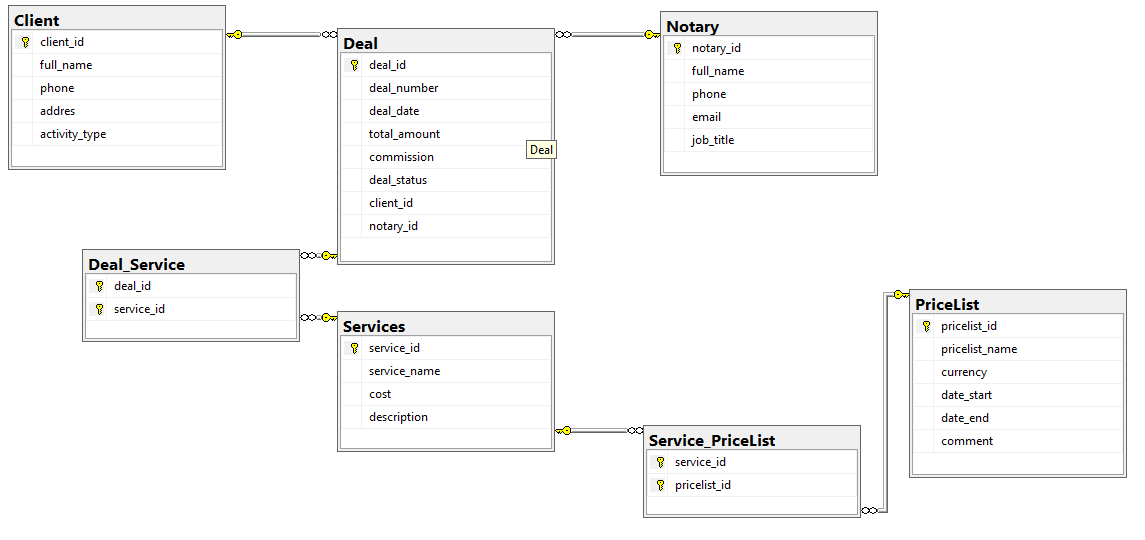 Client
client_id
full_name
phone
addres
activity_type
Deal
deal_id
deal_number
deal_date
total_amount
commission
deal_status
client_id
notary_id
Deal
Notary
notary_id
full_name
phone
email
job_title
Deal_Service
deal_id
service_id
Services
service_id
service_name
cost
description
Service_PriceList
service_id
pricelist_id
PriceList
pricelist_id
pricelist_name
currency
date_start
date_end
comment